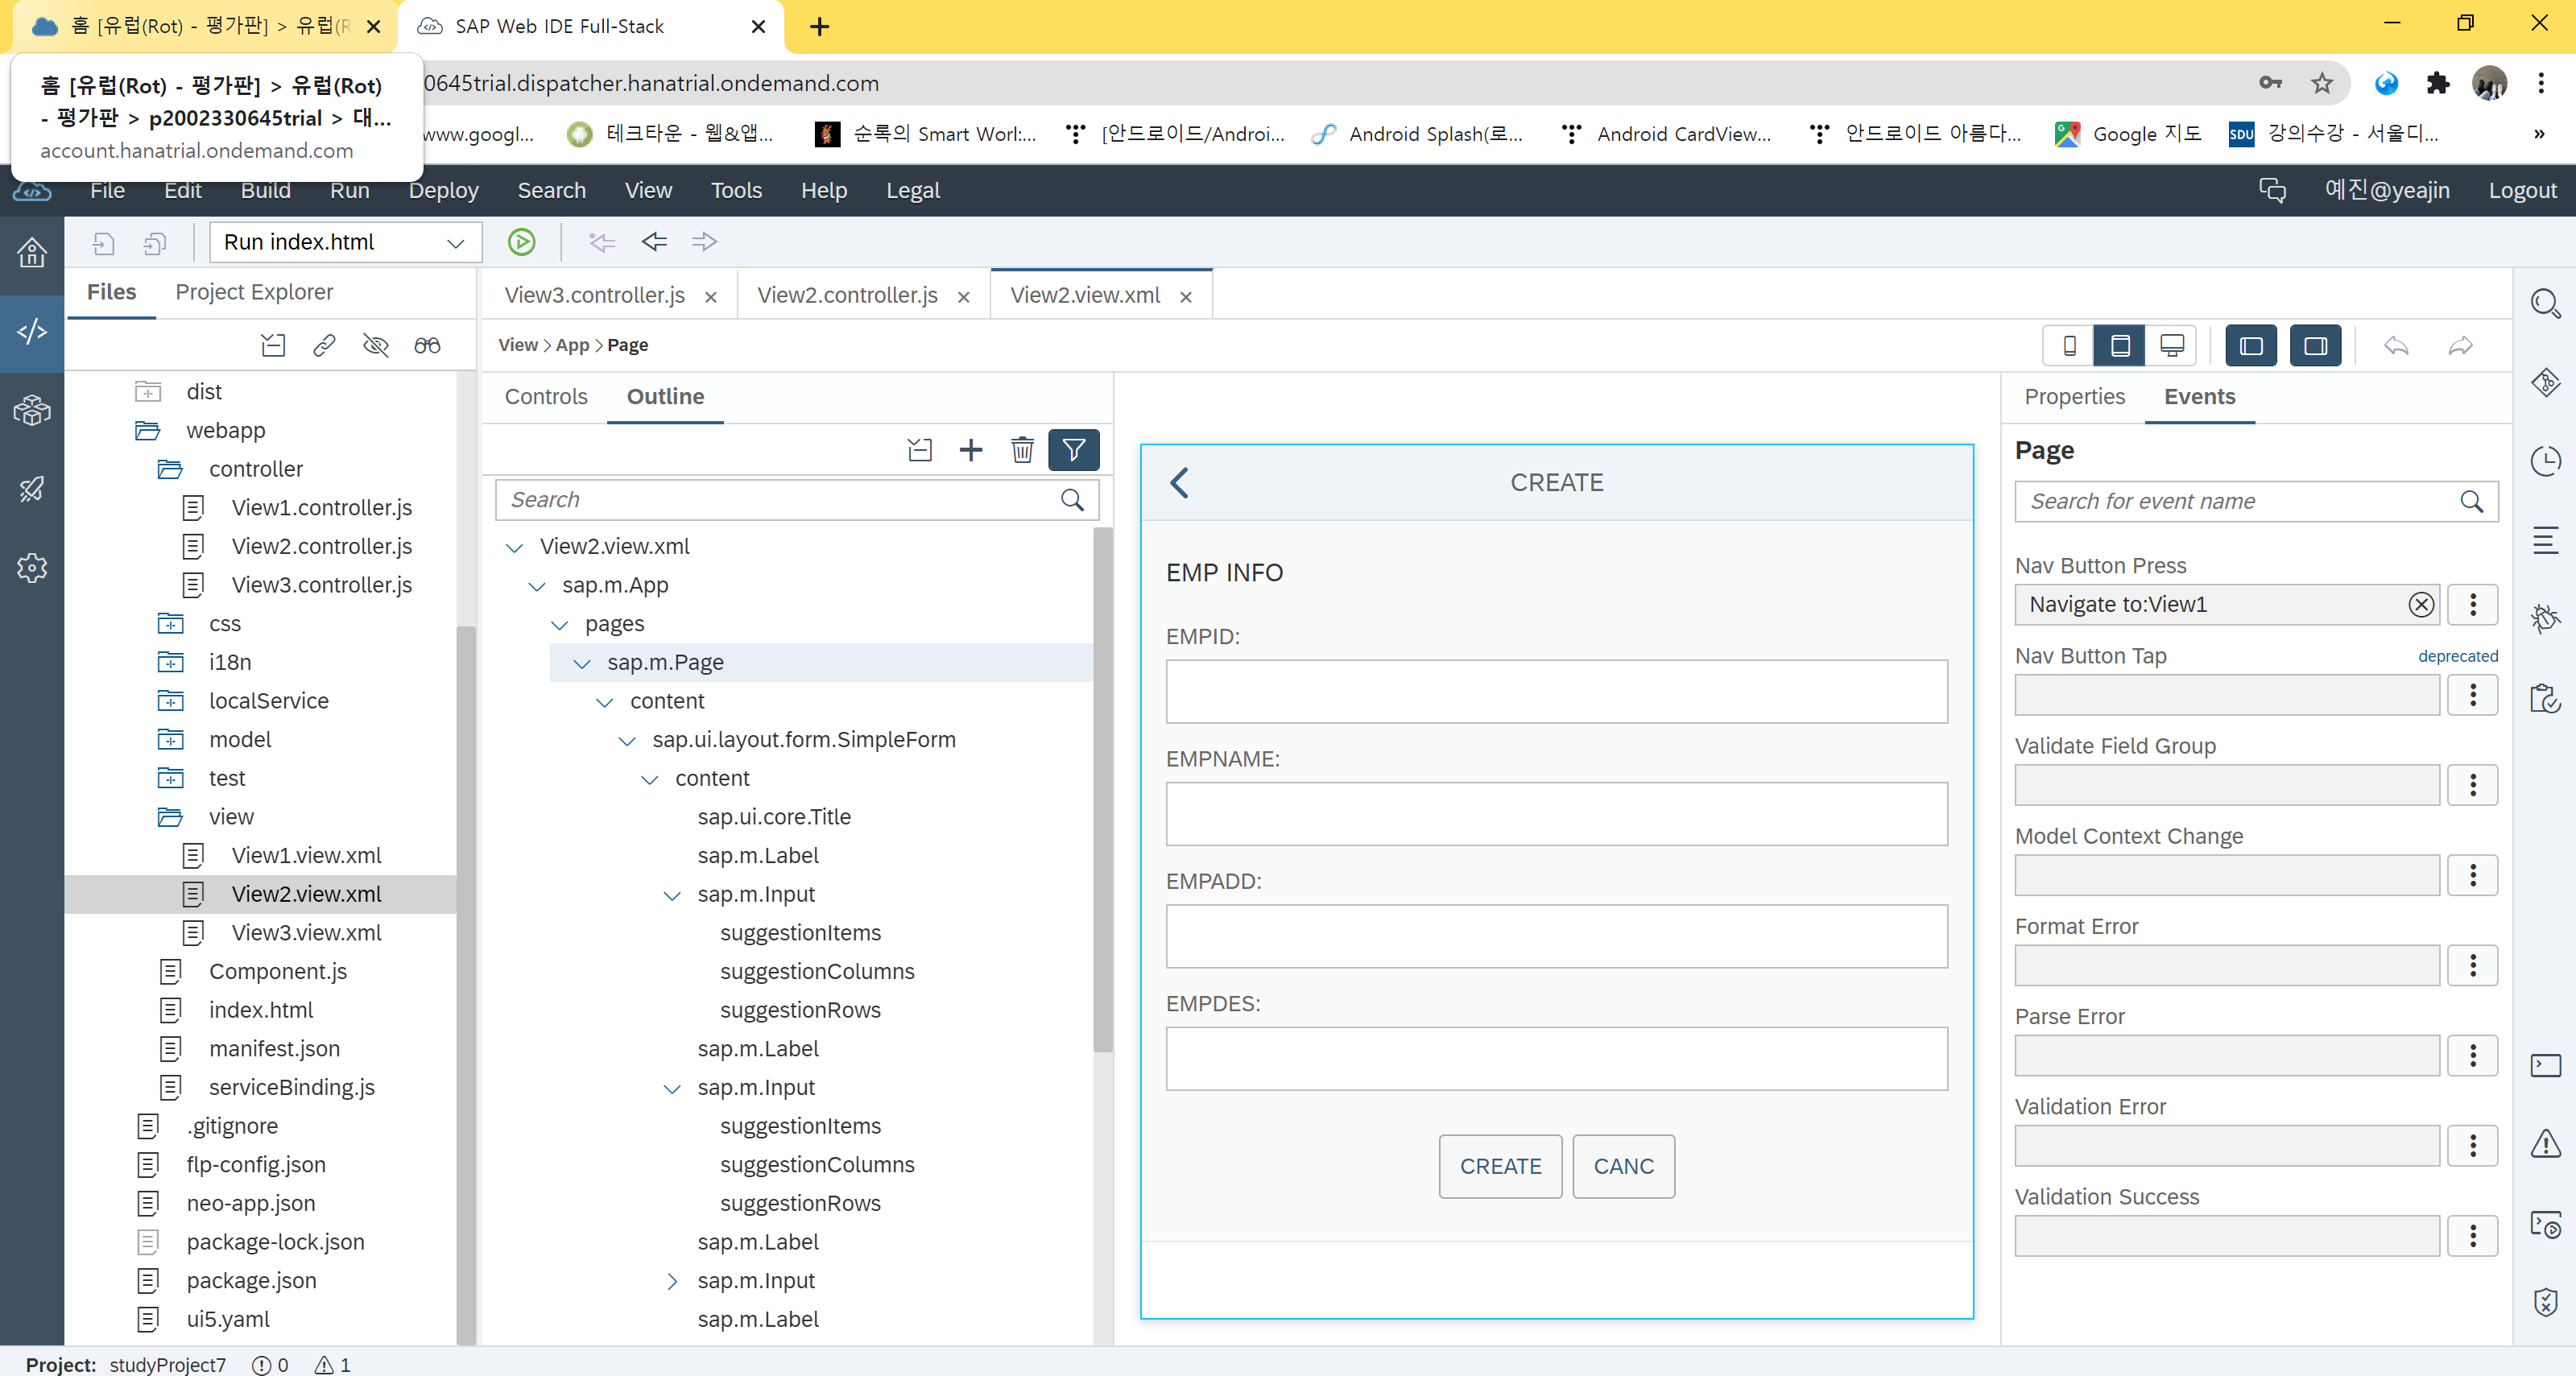 홈 [유럽(Rot) - 평가판] > 유럽(R
SAP Web IDE Full-Stack
홈 [유럽(Rot) - 평가판] > 유럽(Rot)
- 평가판 > p2002330645trial > 대...
account.hanatrial.ondemand.com
0645trial.dispatcher.hanatrial.ondemand.com
www.googl...
테크타운 - 웹&앱...
순록의 Smart Worl:...
[안드로이드/Androi...
Android Splash(로...
Android CardView...
안드로이드 아름다...
Google 지도
SDU
강의수강 - 서울디...
»
File
Edit
Build
Run
Deploy
Search
View
Tools
Help
Legal
예진@yeajin
Logout
Run index.html
Files
Project Explorer
View3.controller.js
View2.controller.js
View2.view.xml
View > App > Page
dist
webapp
controller
View1.controller.js
View2.controller.js
View3.controller.js
css
i18n
localService
model
test
view
View1.view.xml
View2.view.xml
View3.view.xml
Component.js
index.html
manifest.json
serviceBinding.js
.gitignore
flp-config.json
neo-app.json
package-lock.json
package.json
ui5.yaml
Controls
Outline
Search
View2.view.xml
sap.m.App
pages
sap.m.Page
content
sap.ui.layout.form.SimpleForm
content
sap.ui.core.Title
sap.m.Label
sap.m.Input
suggestionItems
suggestionColumns
suggestionRows
sap.m.Label
sap.m.Input
suggestionItems
suggestionColumns
suggestionRows
sap.m.Label
sap.m.Input
sap.m.Label
CREATE
EMP INFO
EMPID:
EMPNAME:
EMPADD:
EMPDES:
CREATE
CANC
Properties
Events
Page
Search for event name
Nav Button Press
Navigate to:View1
Nav Button Tap
deprecated
Validate Field Group
Model Context Change
Format Error
Parse Error
Validation Error
Validation Success
Project: studyProject7
0
1